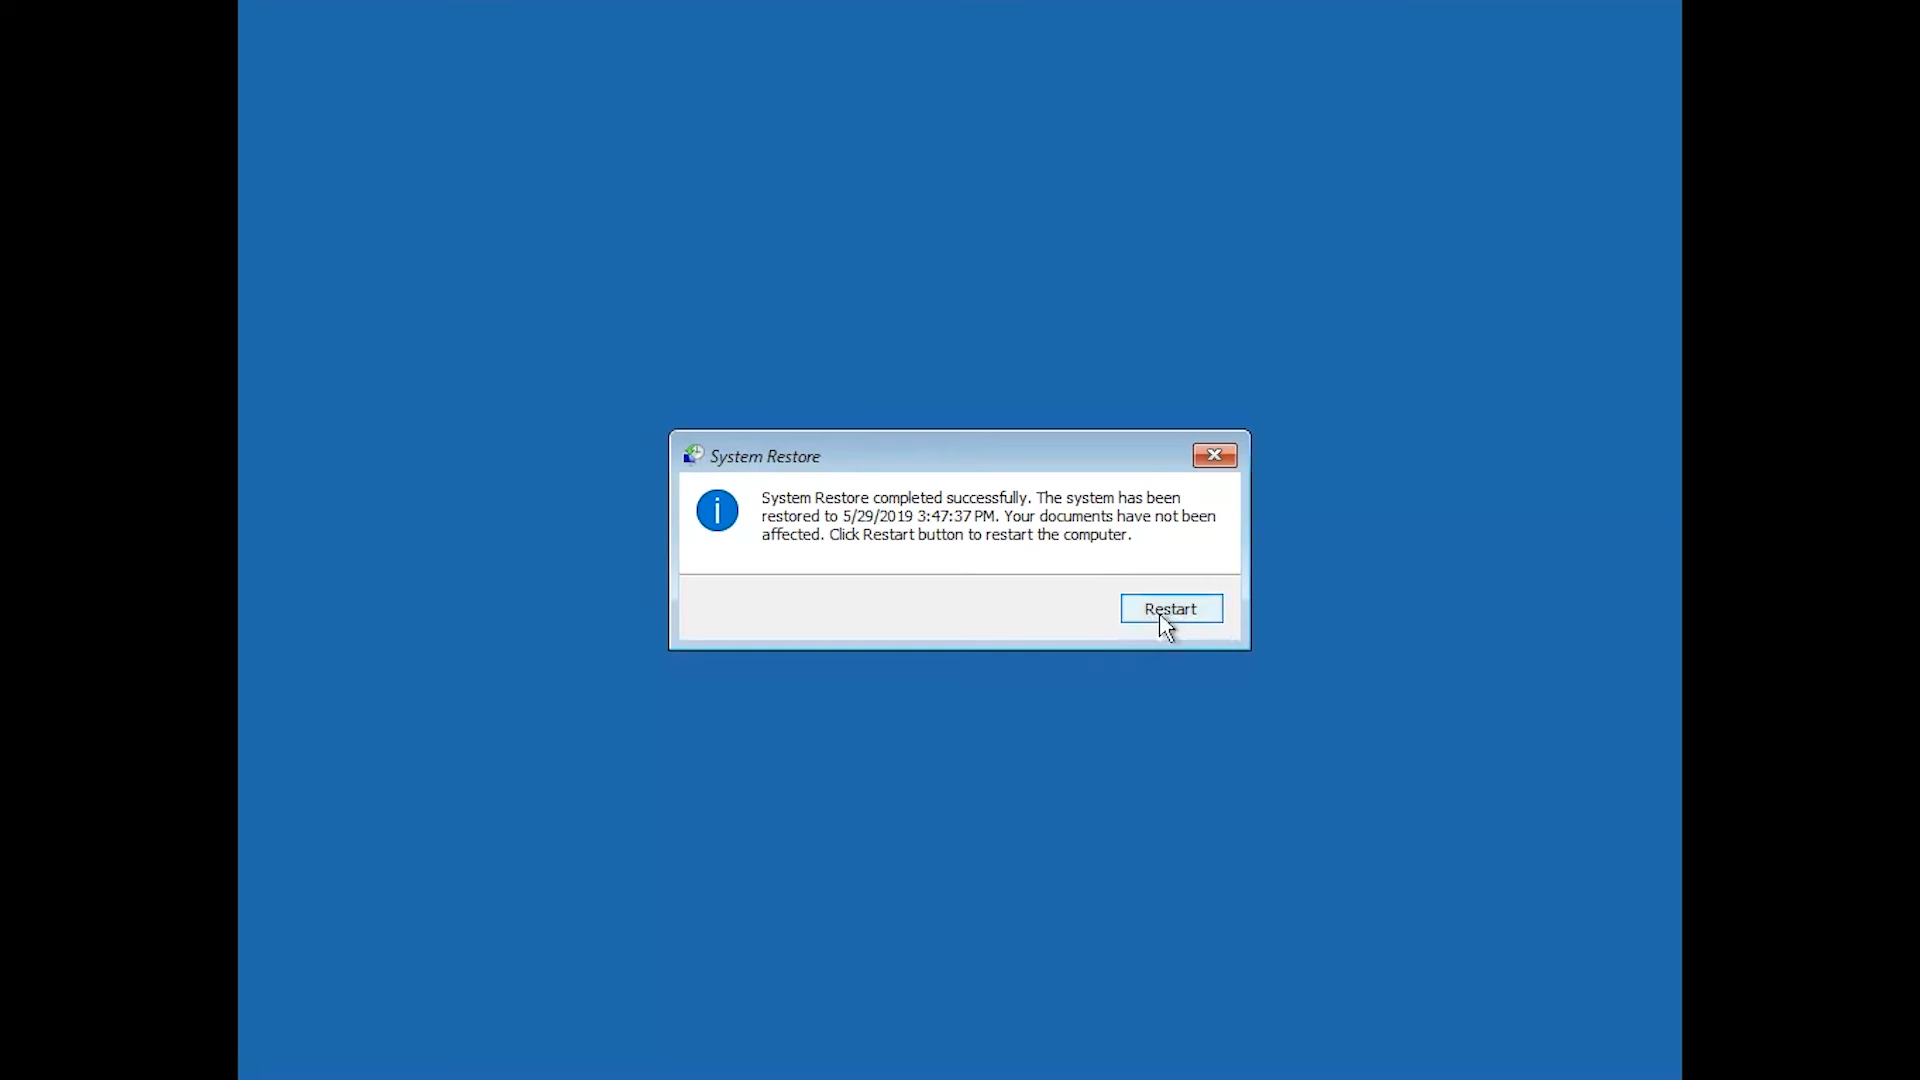 System Restore
System Restore completed successfully. The system has been
restored to 5/29/2019 3:47:37 PM. Your documents have not been
affected. Click Restart button to restart the computer.
Restart